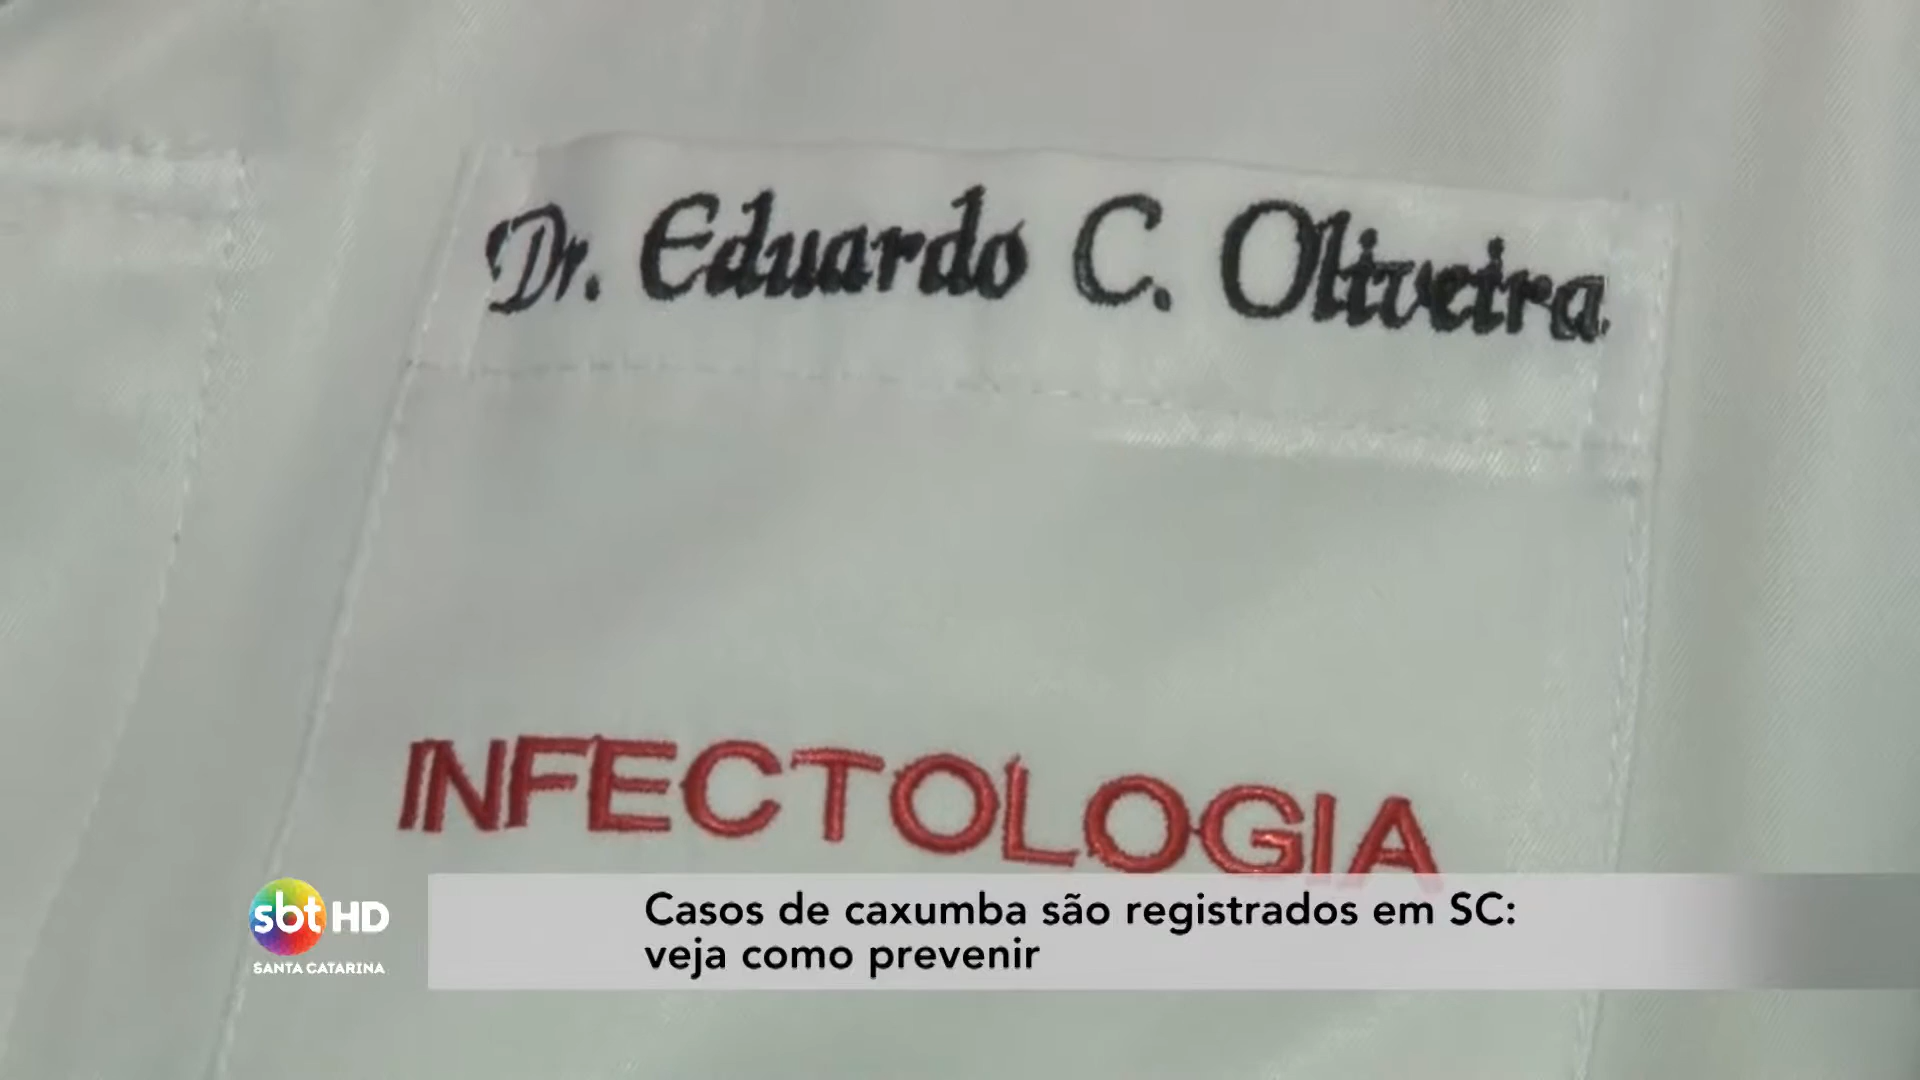 Dr. Eduardo C. Oliveira
INFECTOLOGIA
sbt HD
SANTA CATARINA
Casos de caxumba são registrados em SC:
veja como prevenir